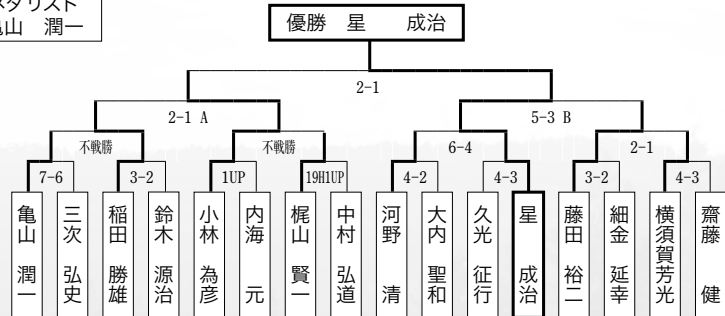 メダリスト
亀山 潤一
優勝 星 成治
2-1
2-1 A
5-3 B
不戦勝
不戦勝
6-4
2-1
7-6
3-2
1UP
19H1UP
4-2
4-3
3-2
4-3
亀山 潤一
三次 弘史
稲田 勝雄
鈴木 源治
小林 為彦
内海 元
梶山 賢一
中村 弘道
河野 清
大内 聖和
久光 征行
星 成治
藤田 裕二
細金 延幸
横須賀芳光
齋藤 健